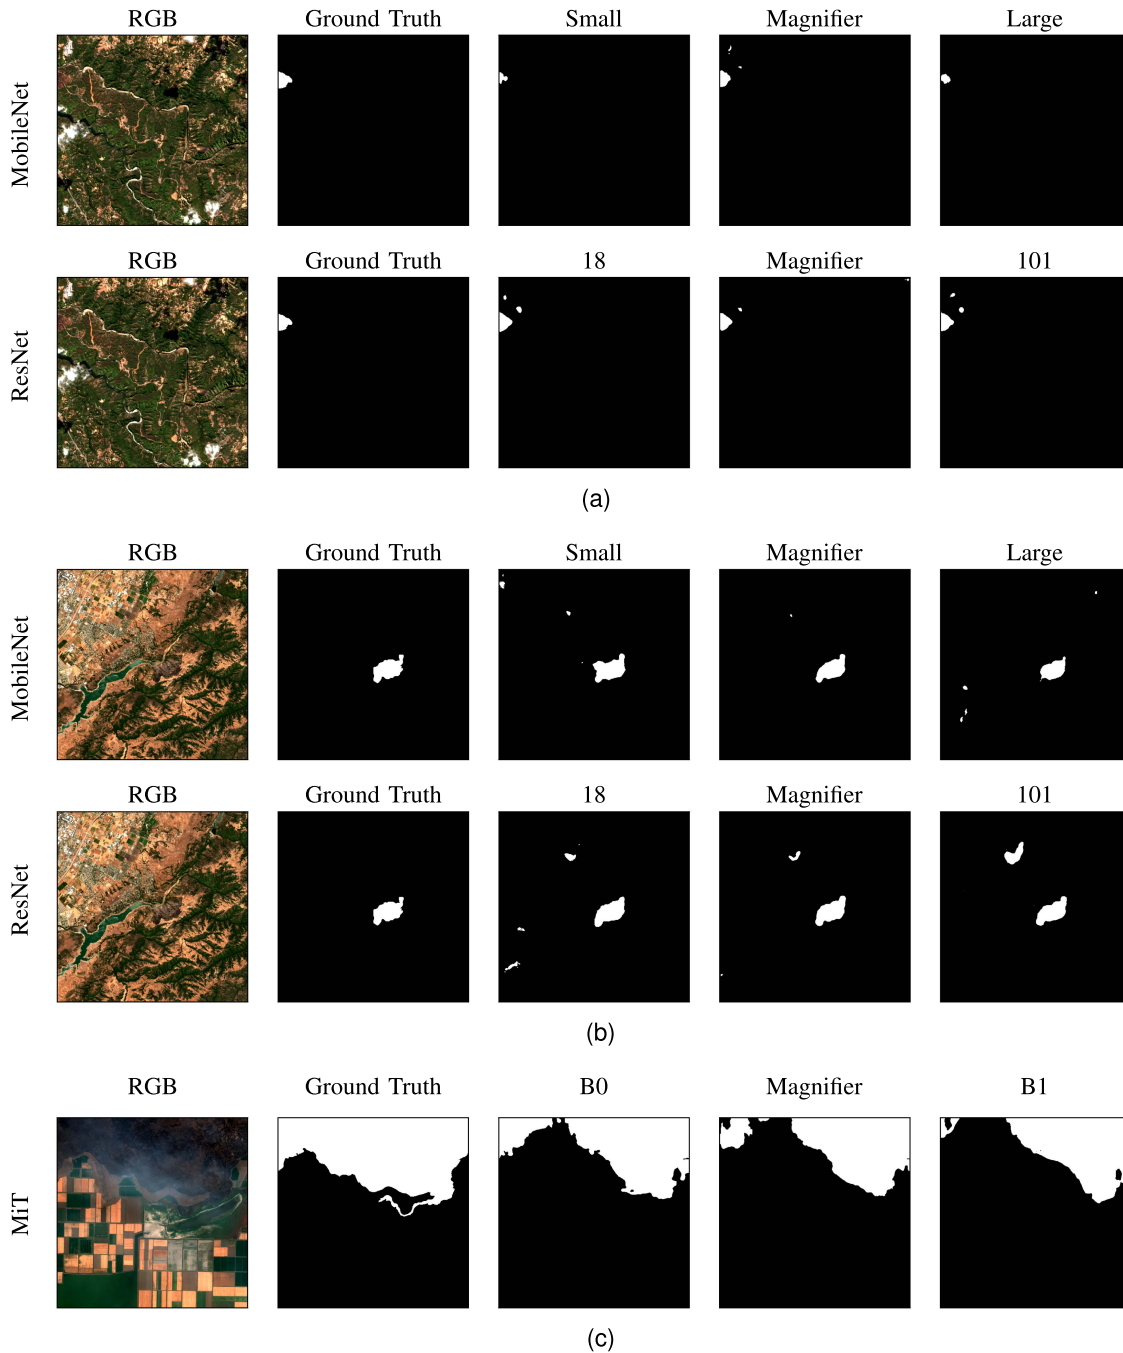 RGB Ground Truth Small Magnifier Large
MobileNet
RGB Ground Truth 18 Magnifier 101
ResNet
(a)
RGB Ground Truth Small Magnifier Large
MobileNet
RGB Ground Truth 18 Magnifier 101
ResNet
(b)
RGB Ground Truth B0 Magnifier B1
MiT
(c)